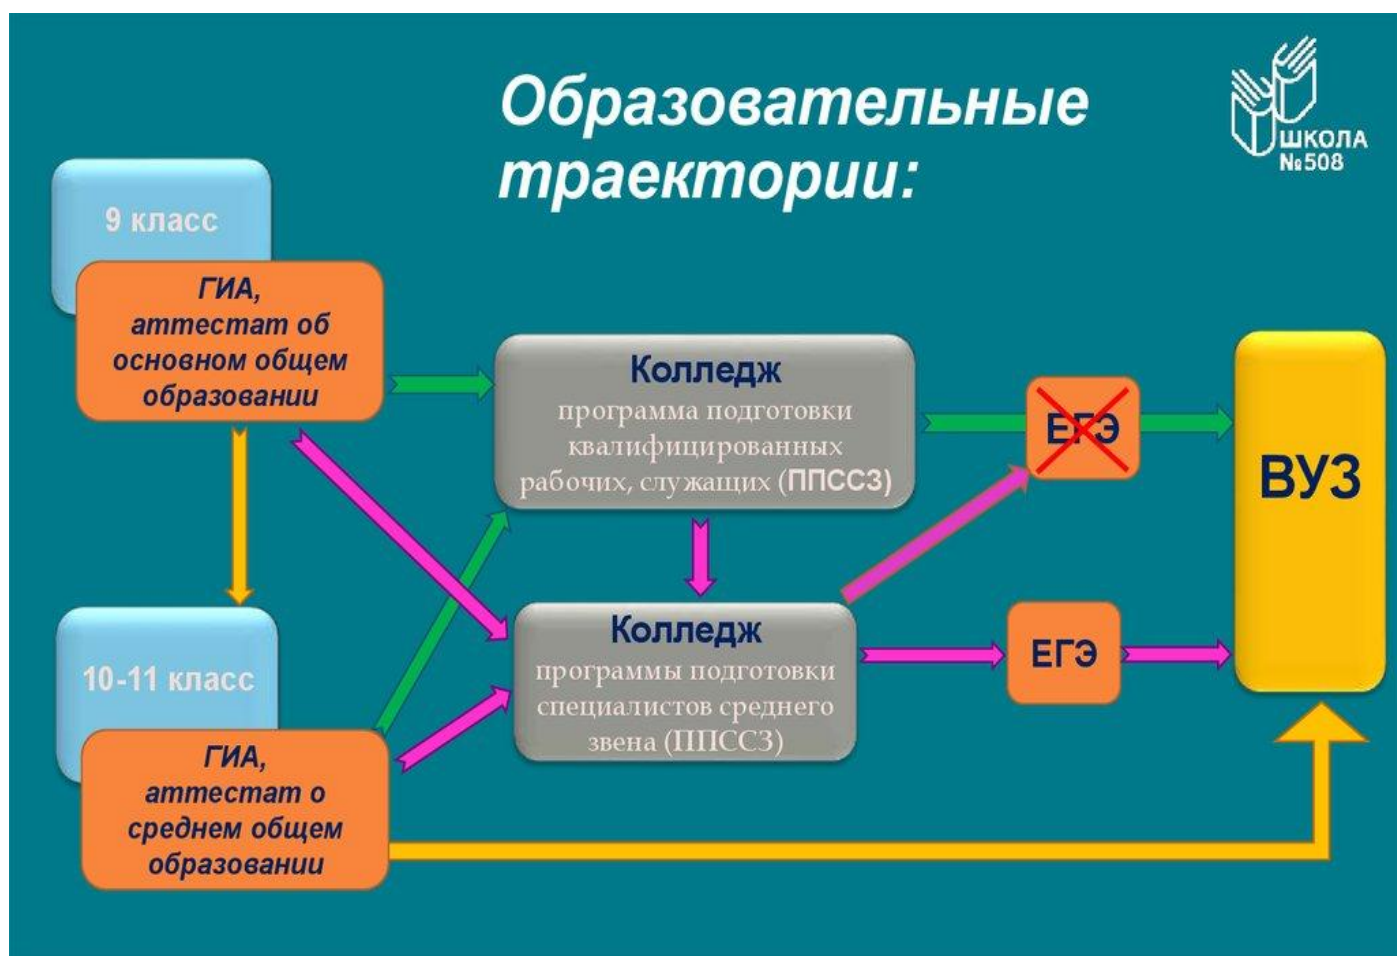 Образовательные
траектории:
ШКОЛА
№508
9 класс
ГИА,
аттестат об
основном общем
образовании
Колледж
программа подготовки
квалифицированных
рабочих, служащих (ППССЗ)
ЕГЭ
ВУЗ
10-11 класс
Колледж
программы подготовки
специалистов среднего
звена (ППССЗ)
ЕГЭ
ГИА,
аттестат о
среднем общем
образовании